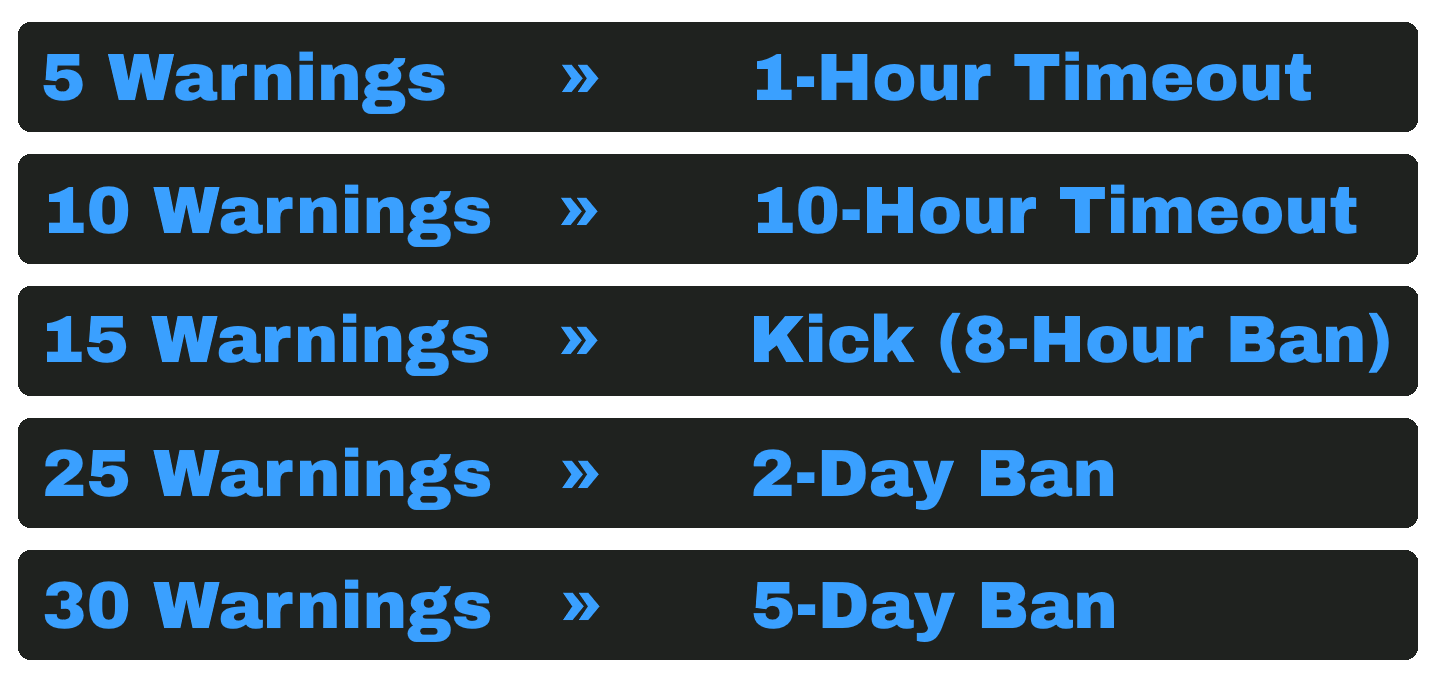 5 Warnings » 1-Hour Timeout
10 Warnings » 10-Hour Timeout
15 Warnings » Kick (8-Hour Ban)
25 Warnings » 2-Day Ban
30 Warnings » 5-Day Ban